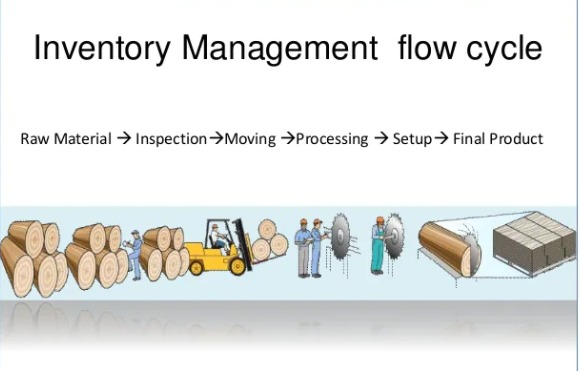 Inventory Management  flow cycle
Raw Material → Inspection→Moving →Processing → Setup→ Final Product